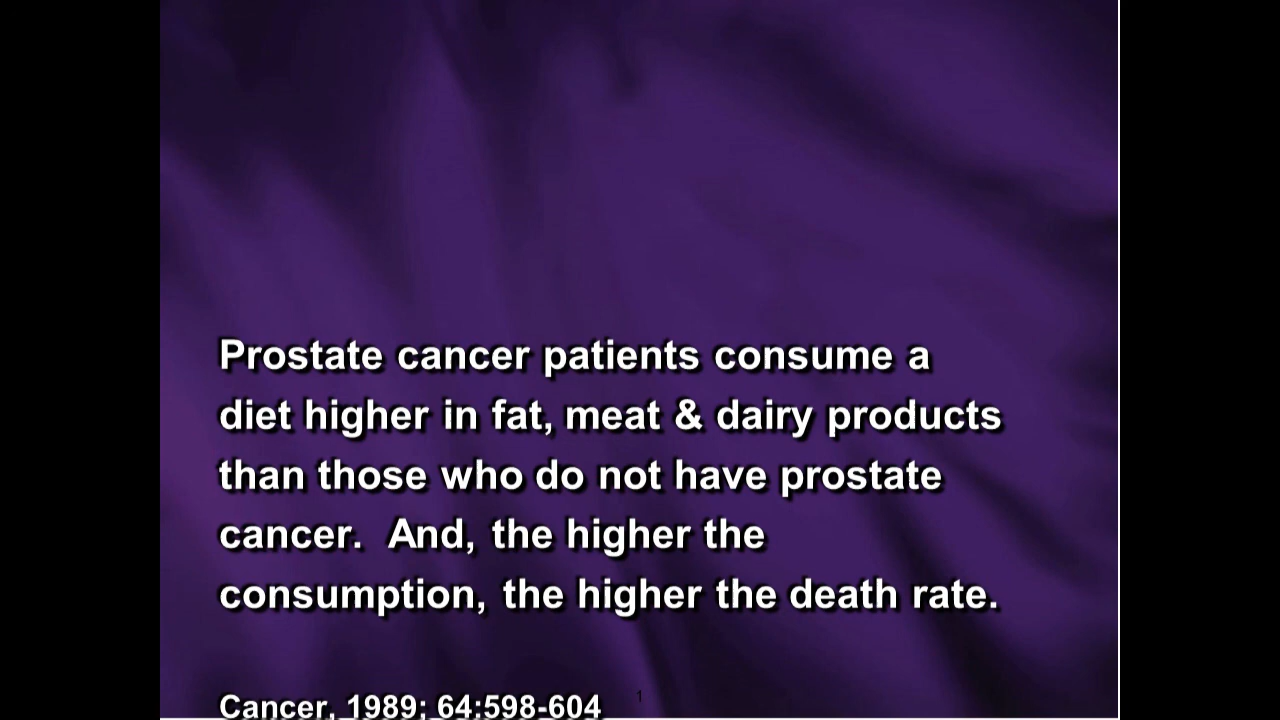 Prostate cancer patients consume a
diet higher in fat, meat & dairy products
than those who do not have prostate
cancer.  And, the higher the
consumption, the higher the death rate.
Cancer, 1989; 64:598-604
1